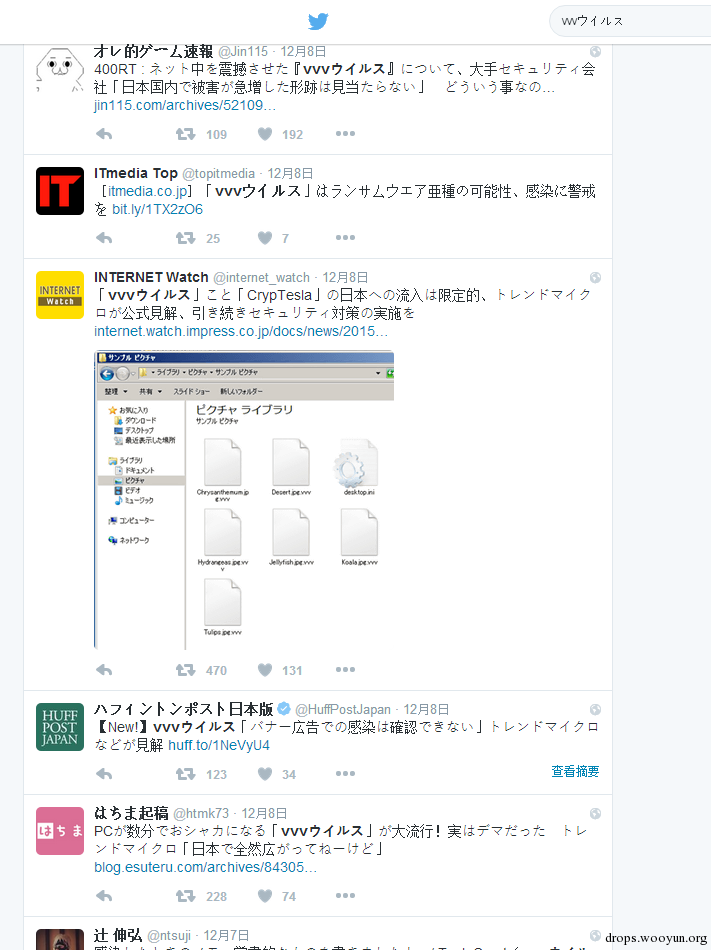 vvvウイルス
オレ的ゲーム速報 @Jin115 · 12月8日
400RT : ネット中を震撼させた『vvvウイルス』について、大手セキュリティ会
社「日本国内で被害が急増した形跡は見当たらない」　どういう事なの…
jin115.com/archives/52109…
109 192
ITmedia Top @topitmedia · 12月8日
IT
[itmedia.co.jp] 「vvvウイルス」はランサムウエア亜種の可能性、感染に警戒
を bit.ly/1TX2zO6
25 7
INTERNET Watch @internet_watch · 12月8日
INTERNET
Watch
「vvvウイルス」こと「CrypTesla」の日本への流入は限定的、トレンドマイク
ロが公式見解、引き続きセキュリティ対策の実施を
internet.watch.impress.co.jp/docs/news/2015…
サンプル ピクチャ
ライブラリ ▸ ピクチャ ▸ サンプル ピクチャ
整理 ▼ 共有 ▼ スライド ショー 新しいフォルダー
お気に入り
ダウンロード
デスクトップ
最近表示した場所
ライブラリ
ドキュメント
ピクチャ
ビデオ
ミュージック
コンピューター
ネットワーク
ピクチャ ライブラリ
サンプル ピクチャ
Chrysanthemum.jp
g.vvv
Desert.jpg.vvv
desktop.ini
Hydrangeas.jpg.vv
v
Jellyfish.jpg.vvv
Koala.jpg.vvv
Tulips.jpg.vvv
470 131
ハフィントンポスト日本版 @HuffPostJapan · 12月8日
HUFF
POST
JAPAN
【New!】vvvウイルス「バナー広告での感染は確認できない」トレンドマイクロ
などが見解 huff.to/1NeVyU4
123 34
查看摘要
はちま起稿 @htmk73 · 12月8日
はちま
PCが数分でおシャカになる「vvvウイルス」が大流行！ 実はデマだった　トレ
ンドマイクロ「日本で全然広がってねーけど」
blog.esuteru.com/archives/84305…
228 74
辻 伸弘 @ntsuji · 12月7日
drops.wooyun.org